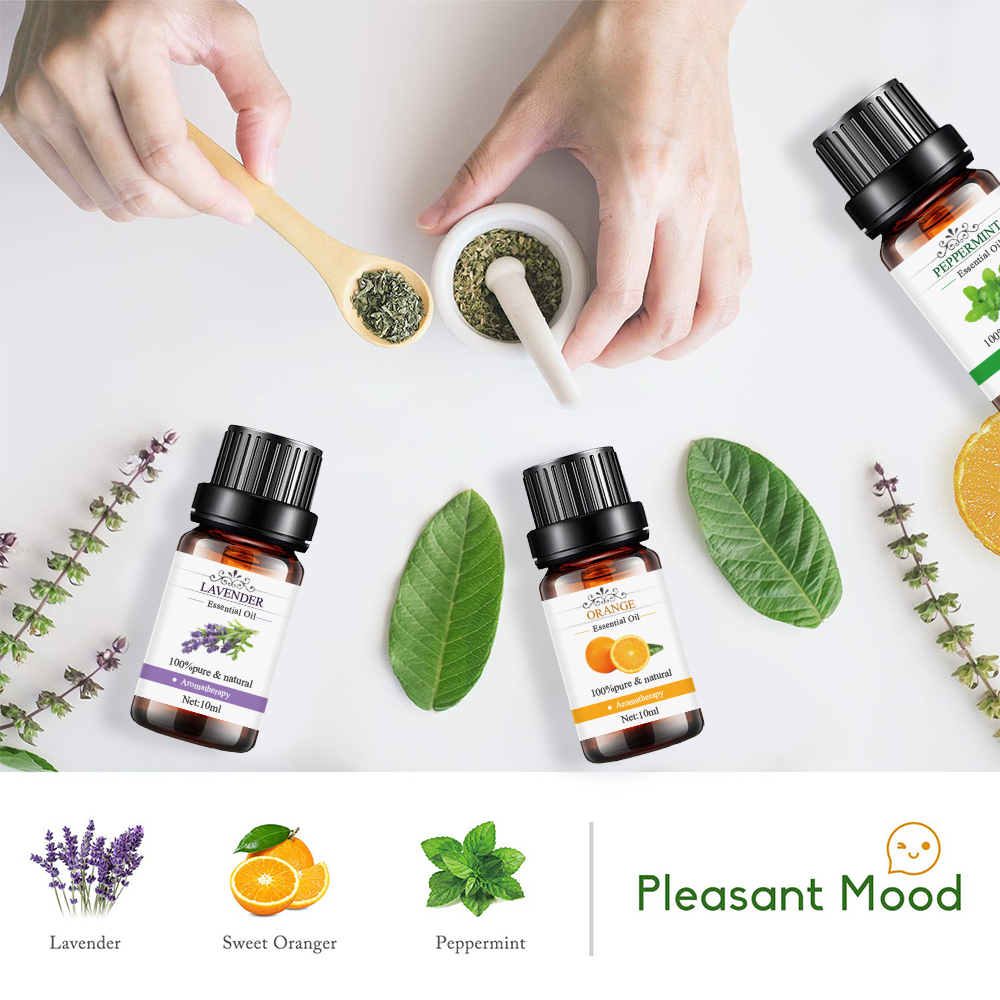 PEPPERMINT
Essential Oil
100%
LAVENDER
Essential Oil
100%pure & natural
Aromatherapy
Net:10ml
ORANGE
Essential Oil
100%pure & natural
Aromatherapy
Net:10ml
Lavender
Sweet Oranger
Peppermint
Pleasant Mood